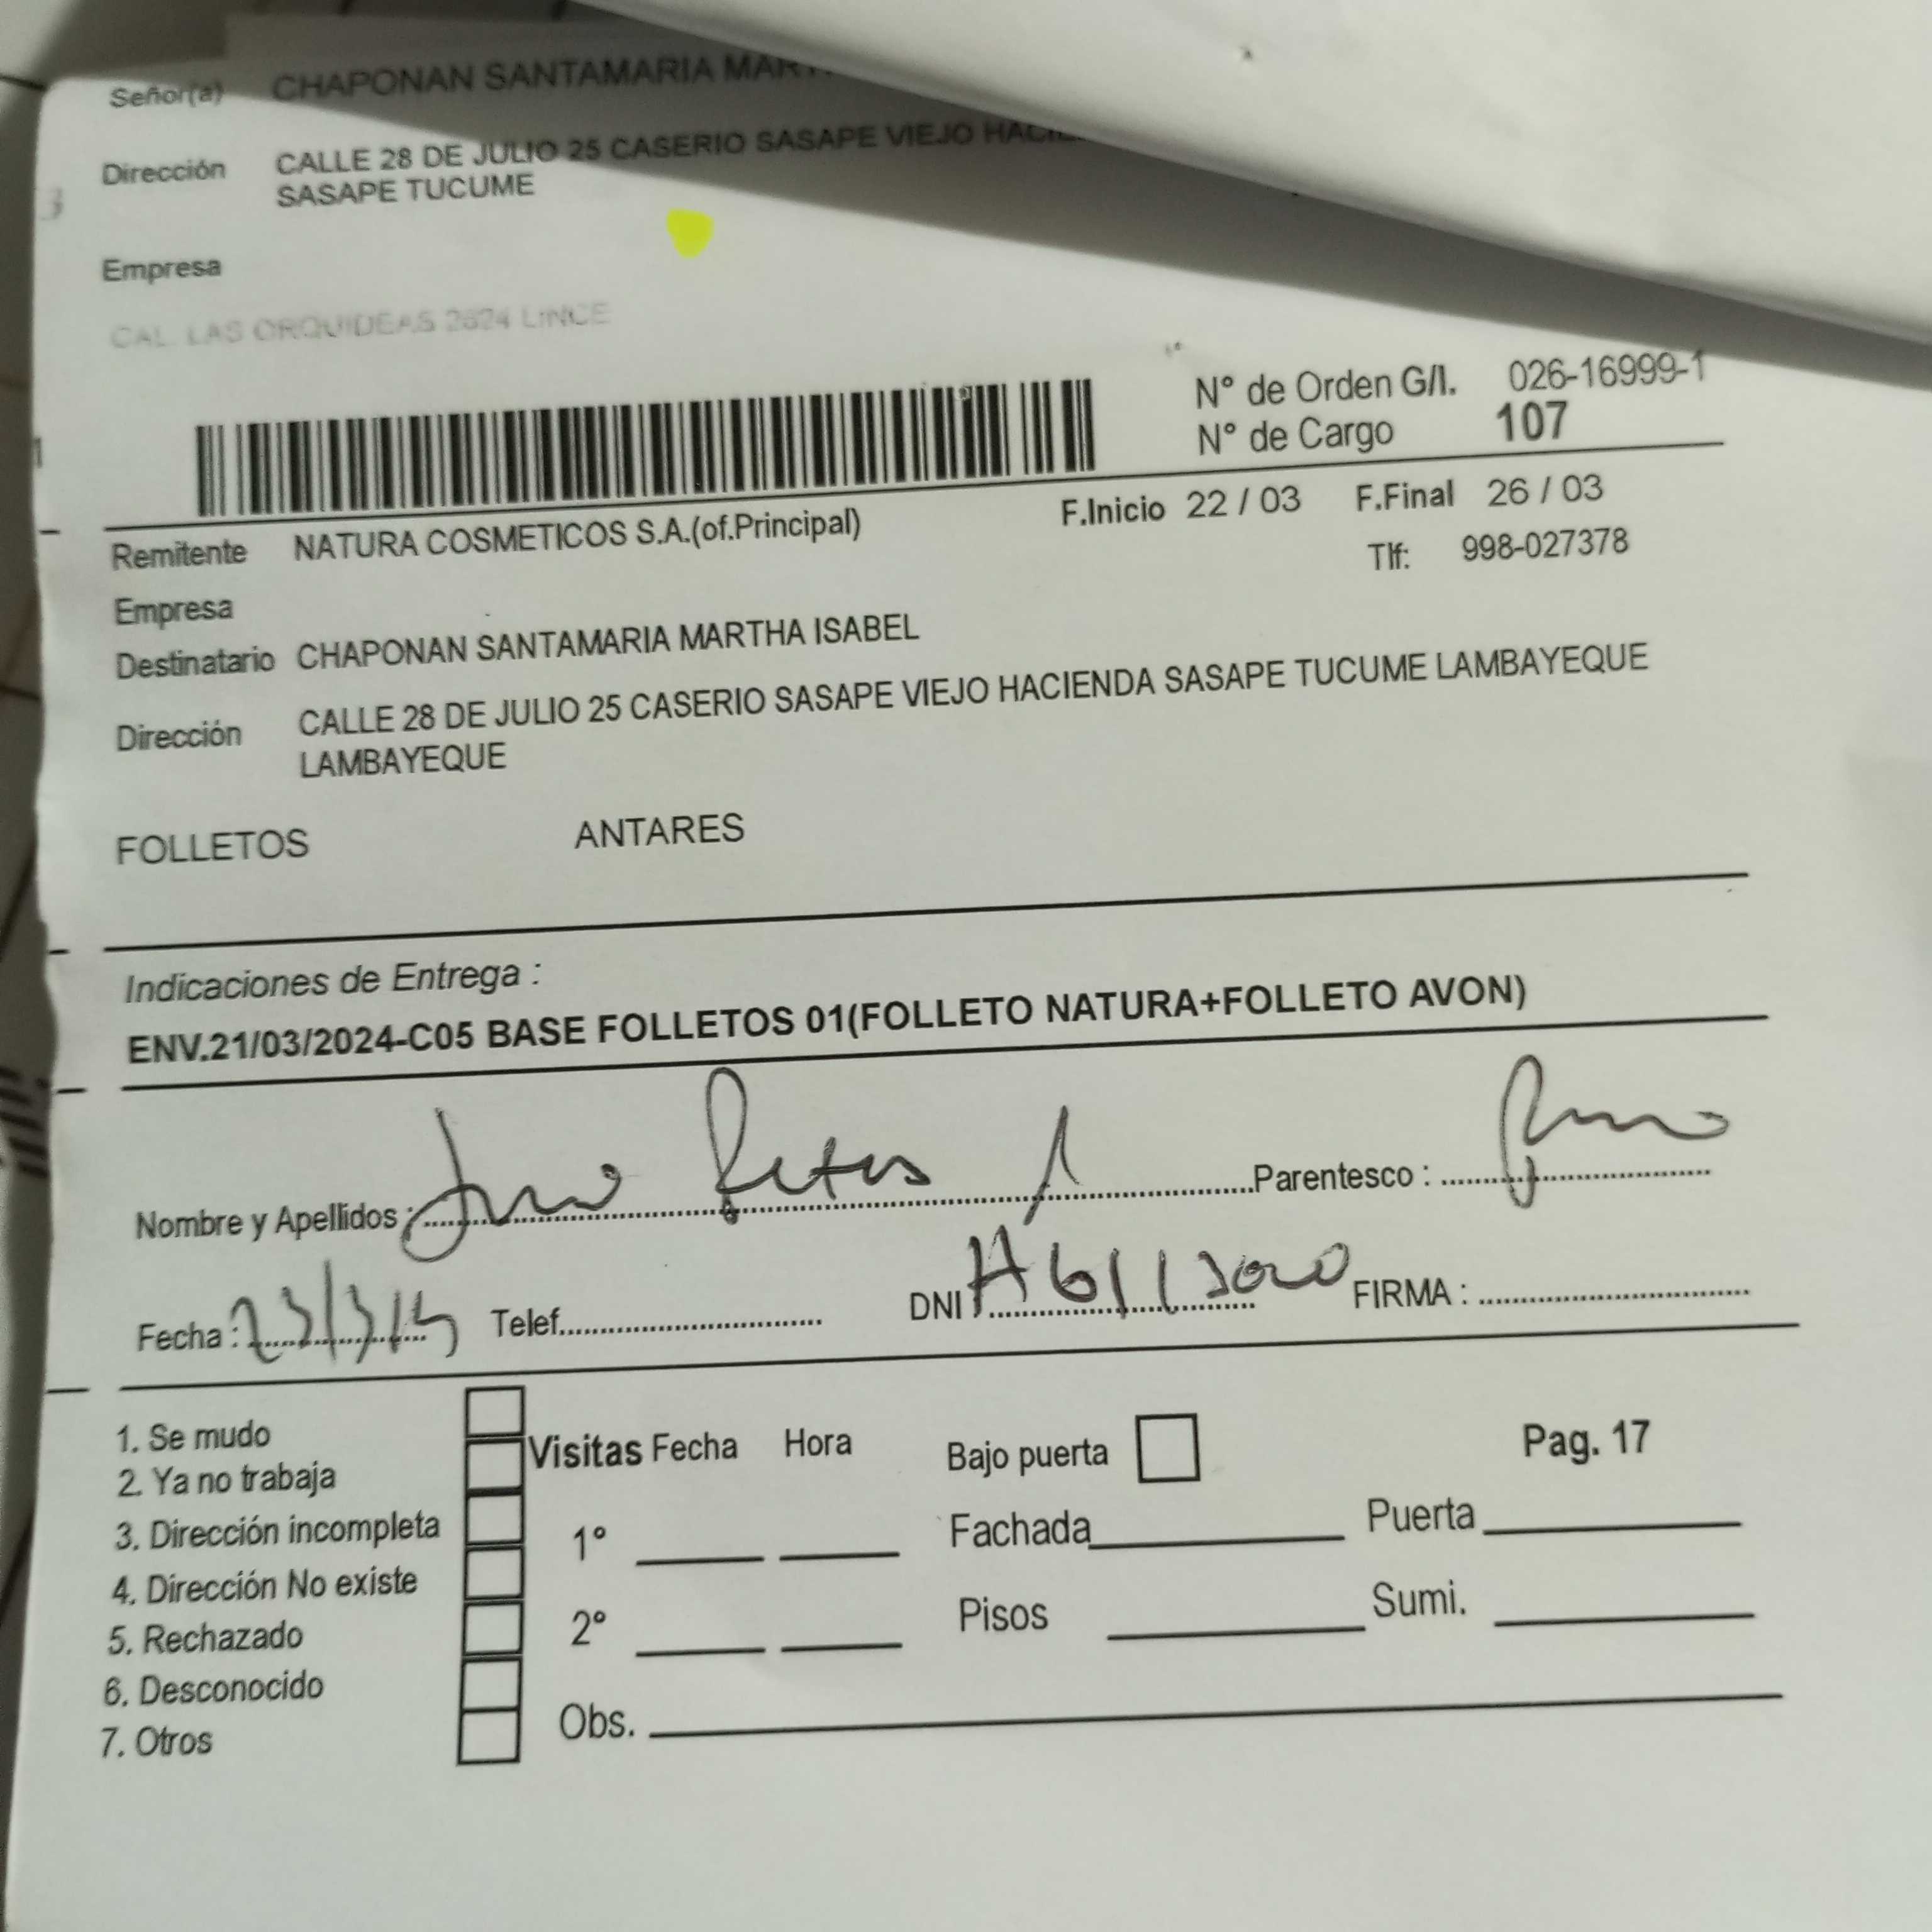 Señor(a) CHAPONAN SANTAMARIA
Dirección CALLE 28 DE JULIO 25 CASERIO SASAPE VIEJO
SASAPE TUCUME
Empresa
CAL. LAS ORQUIDEAS 2624 LINCE
N° de Orden G/I. 026-16999-1
N° de Cargo 107
F.Inicio 22 / 03 F.Final 26 / 03
Remitente NATURA COSMETICOS S.A.(of.Principal)
Tlf: 998-027378
Empresa
Destinatario CHAPONAN SANTAMARIA MARTHA ISABEL
Dirección CALLE 28 DE JULIO 25 CASERIO SASAPE VIEJO HACIENDA SASAPE TUCUME LAMBAYEQUE
LAMBAYEQUE
FOLLETOS ANTARES
Indicaciones de Entrega :
ENV.21/03/2024-C05 BASE FOLLETOS 01(FOLLETO NATURA+FOLLETO AVON)
Nombre y Apellidos : Parentesco :
Fecha : Telef. DNI FIRMA :
1. Se mudo
2. Ya no trabaja
3. Dirección incompleta
4. Dirección No existe
5. Rechazado
6. Desconocido
7. Otros
Visitas Fecha Hora
1°
2°
Obs.
Bajo puerta
Fachada Puerta
Pisos Sumi.
Pag. 17